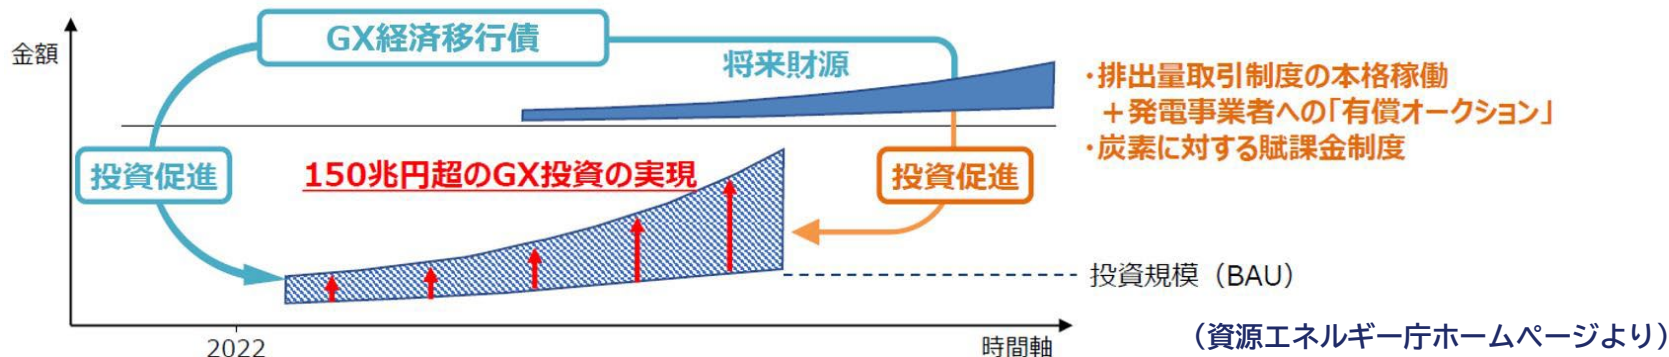 金額
GX経済移行債
将来財源
・排出量取引制度の本格稼働
＋発電事業者への「有償オークション」
・炭素に対する賦課金制度
投資促進
150兆円超のGX投資の実現
投資促進
投資規模（BAU）
2022
時間軸
（資源エネルギー庁ホームページより）